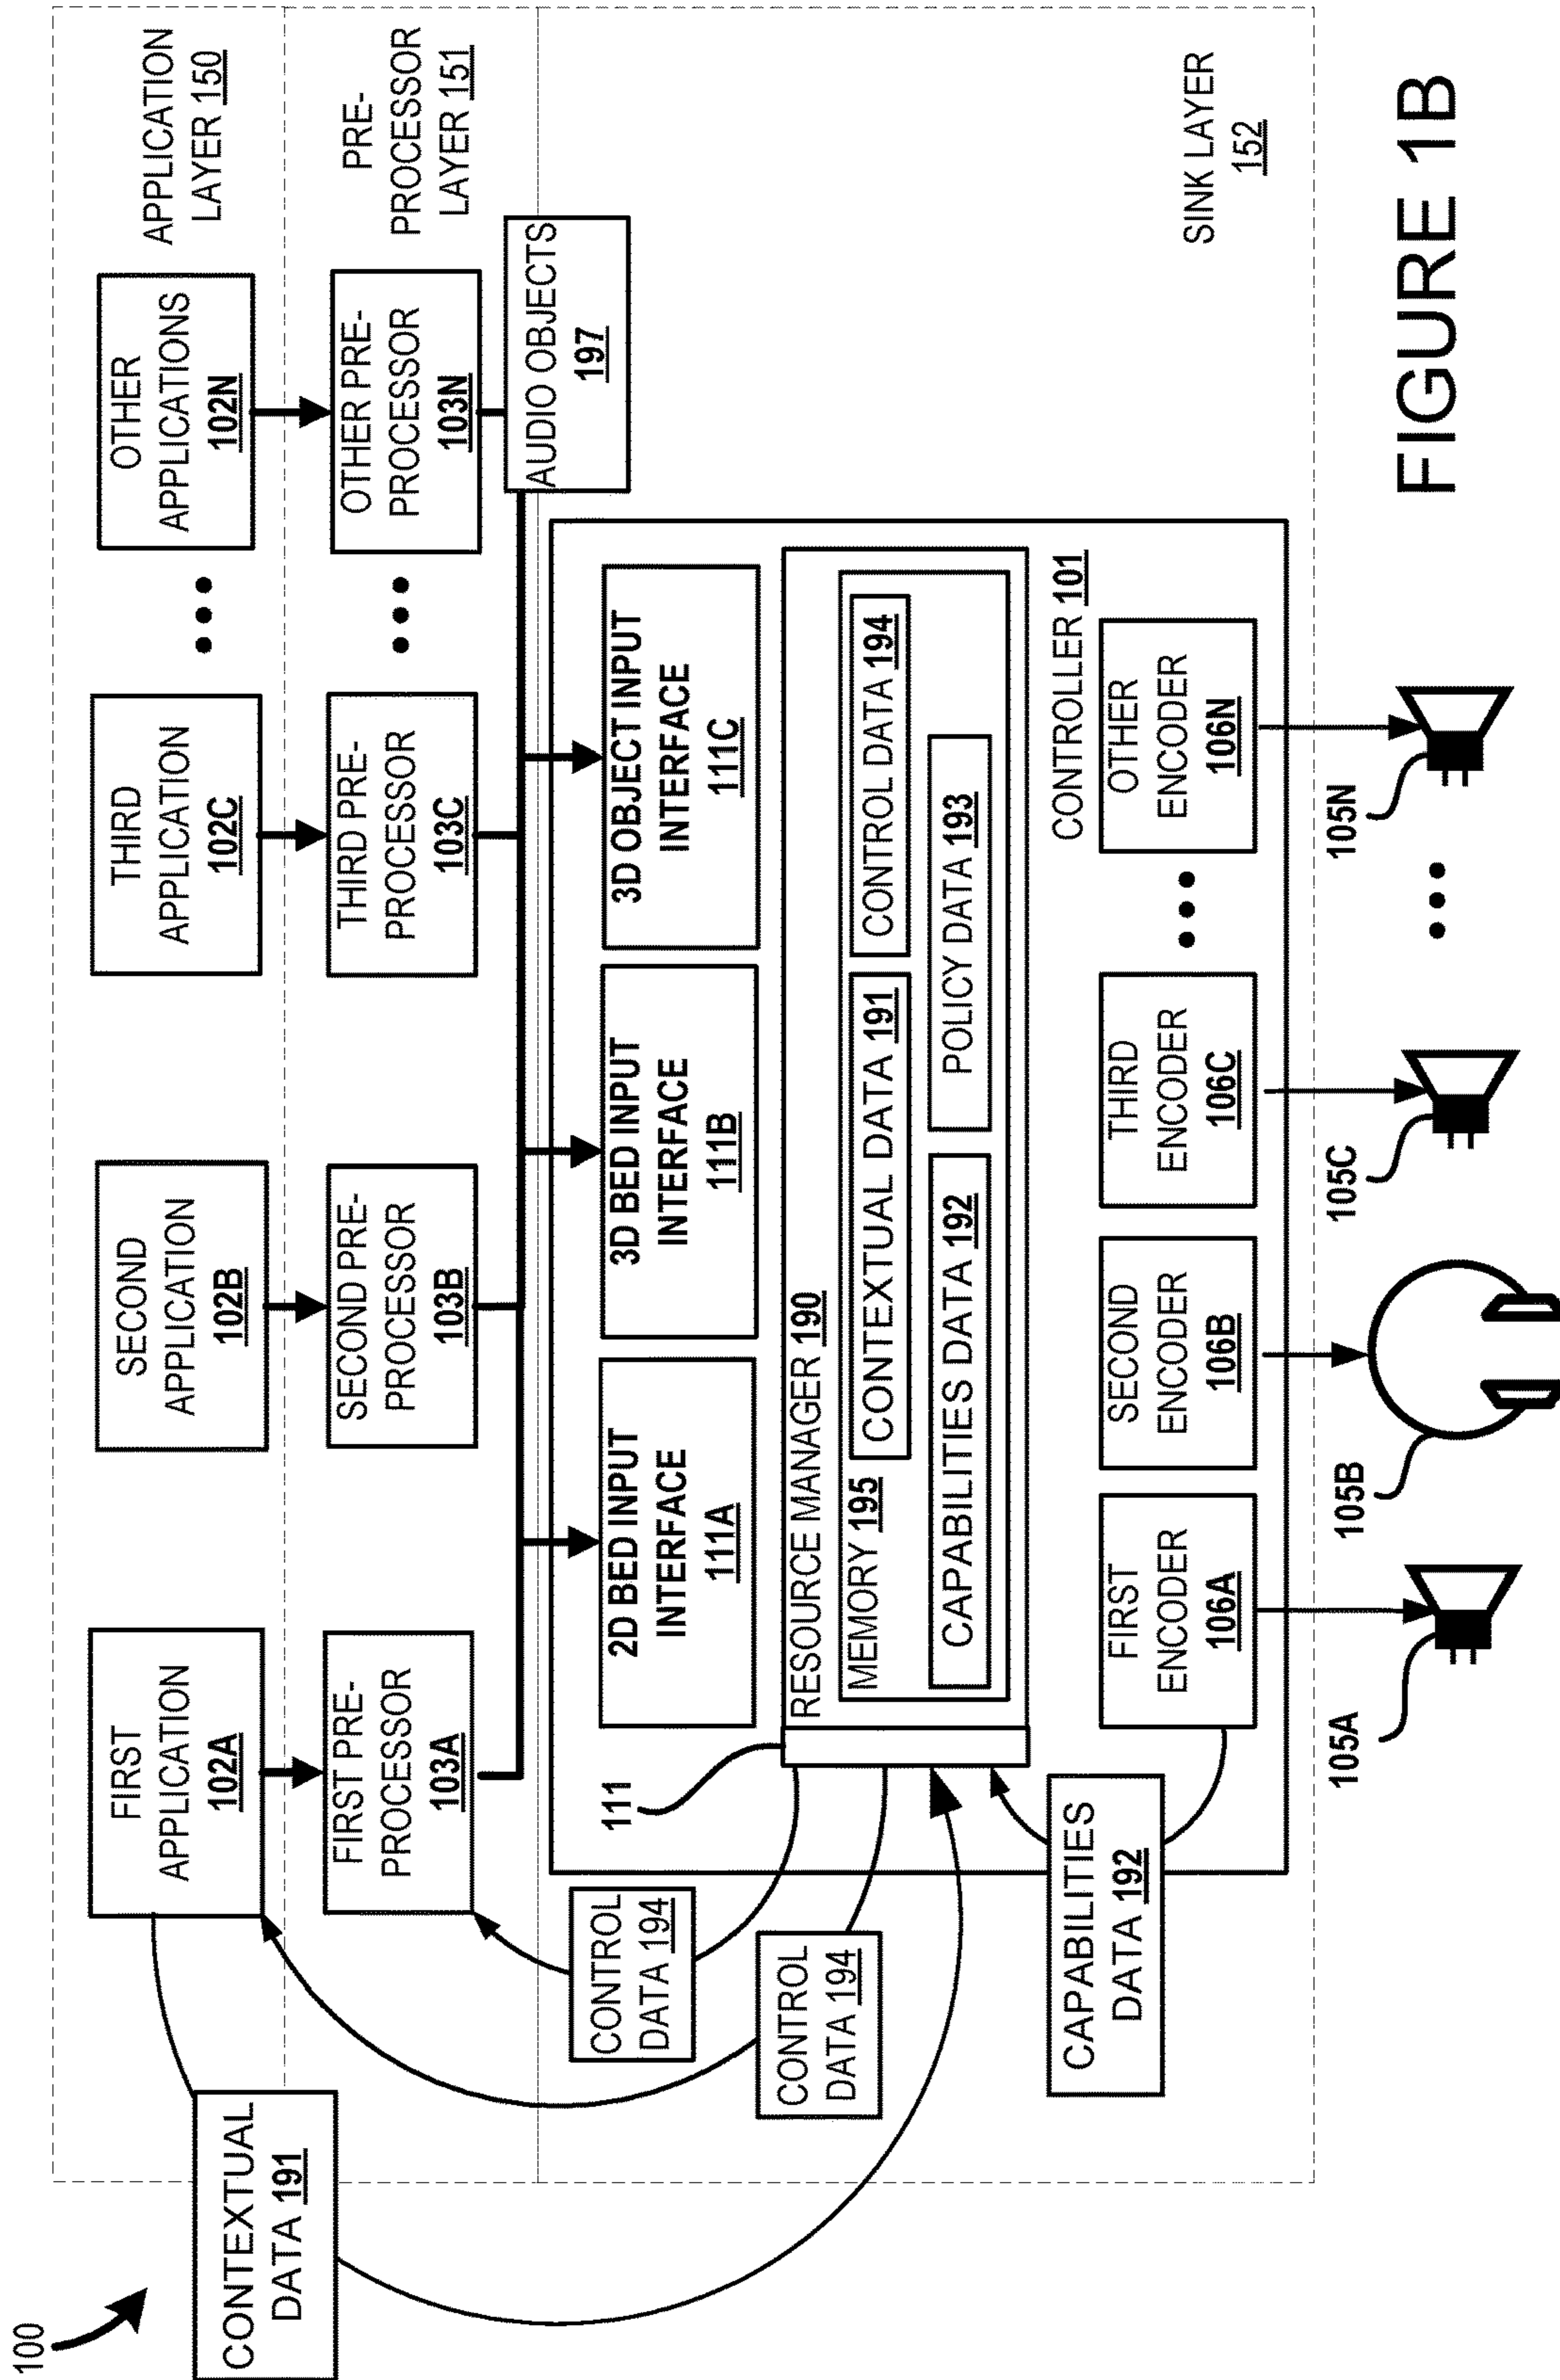 100
CONTEXTUAL
DATA 191
FIRST
APPLICATION
102A
SECOND
APPLICATION
102B
THIRD
APPLICATION
102C
OTHER
APPLICATIONS
102N
APPLICATION
LAYER 150
FIRST PRE-
PROCESSOR
103A
SECOND PRE-
PROCESSOR
103B
THIRD PRE-
PROCESSOR
103C
OTHER PRE-
PROCESSOR
103N
PRE-
PROCESSOR
LAYER 151
AUDIO OBJECTS
197
CONTROL
DATA 194
CONTROL
DATA 194
2D BED INPUT
INTERFACE
111A
3D BED INPUT
INTERFACE
111B
3D OBJECT INPUT
INTERFACE
111C
111
RESOURCE MANAGER 190
MEMORY 195
CONTEXTUAL DATA 191
CONTROL DATA 194
CAPABILITIES DATA 192
POLICY DATA 193
CONTROLLER 101
CAPABILITIES
DATA 192
FIRST
ENCODER
106A
SECOND
ENCODER
106B
THIRD
ENCODER
106C
OTHER
ENCODER
106N
SINK LAYER
152
105A
105B
105C
105N
FIGURE 1B